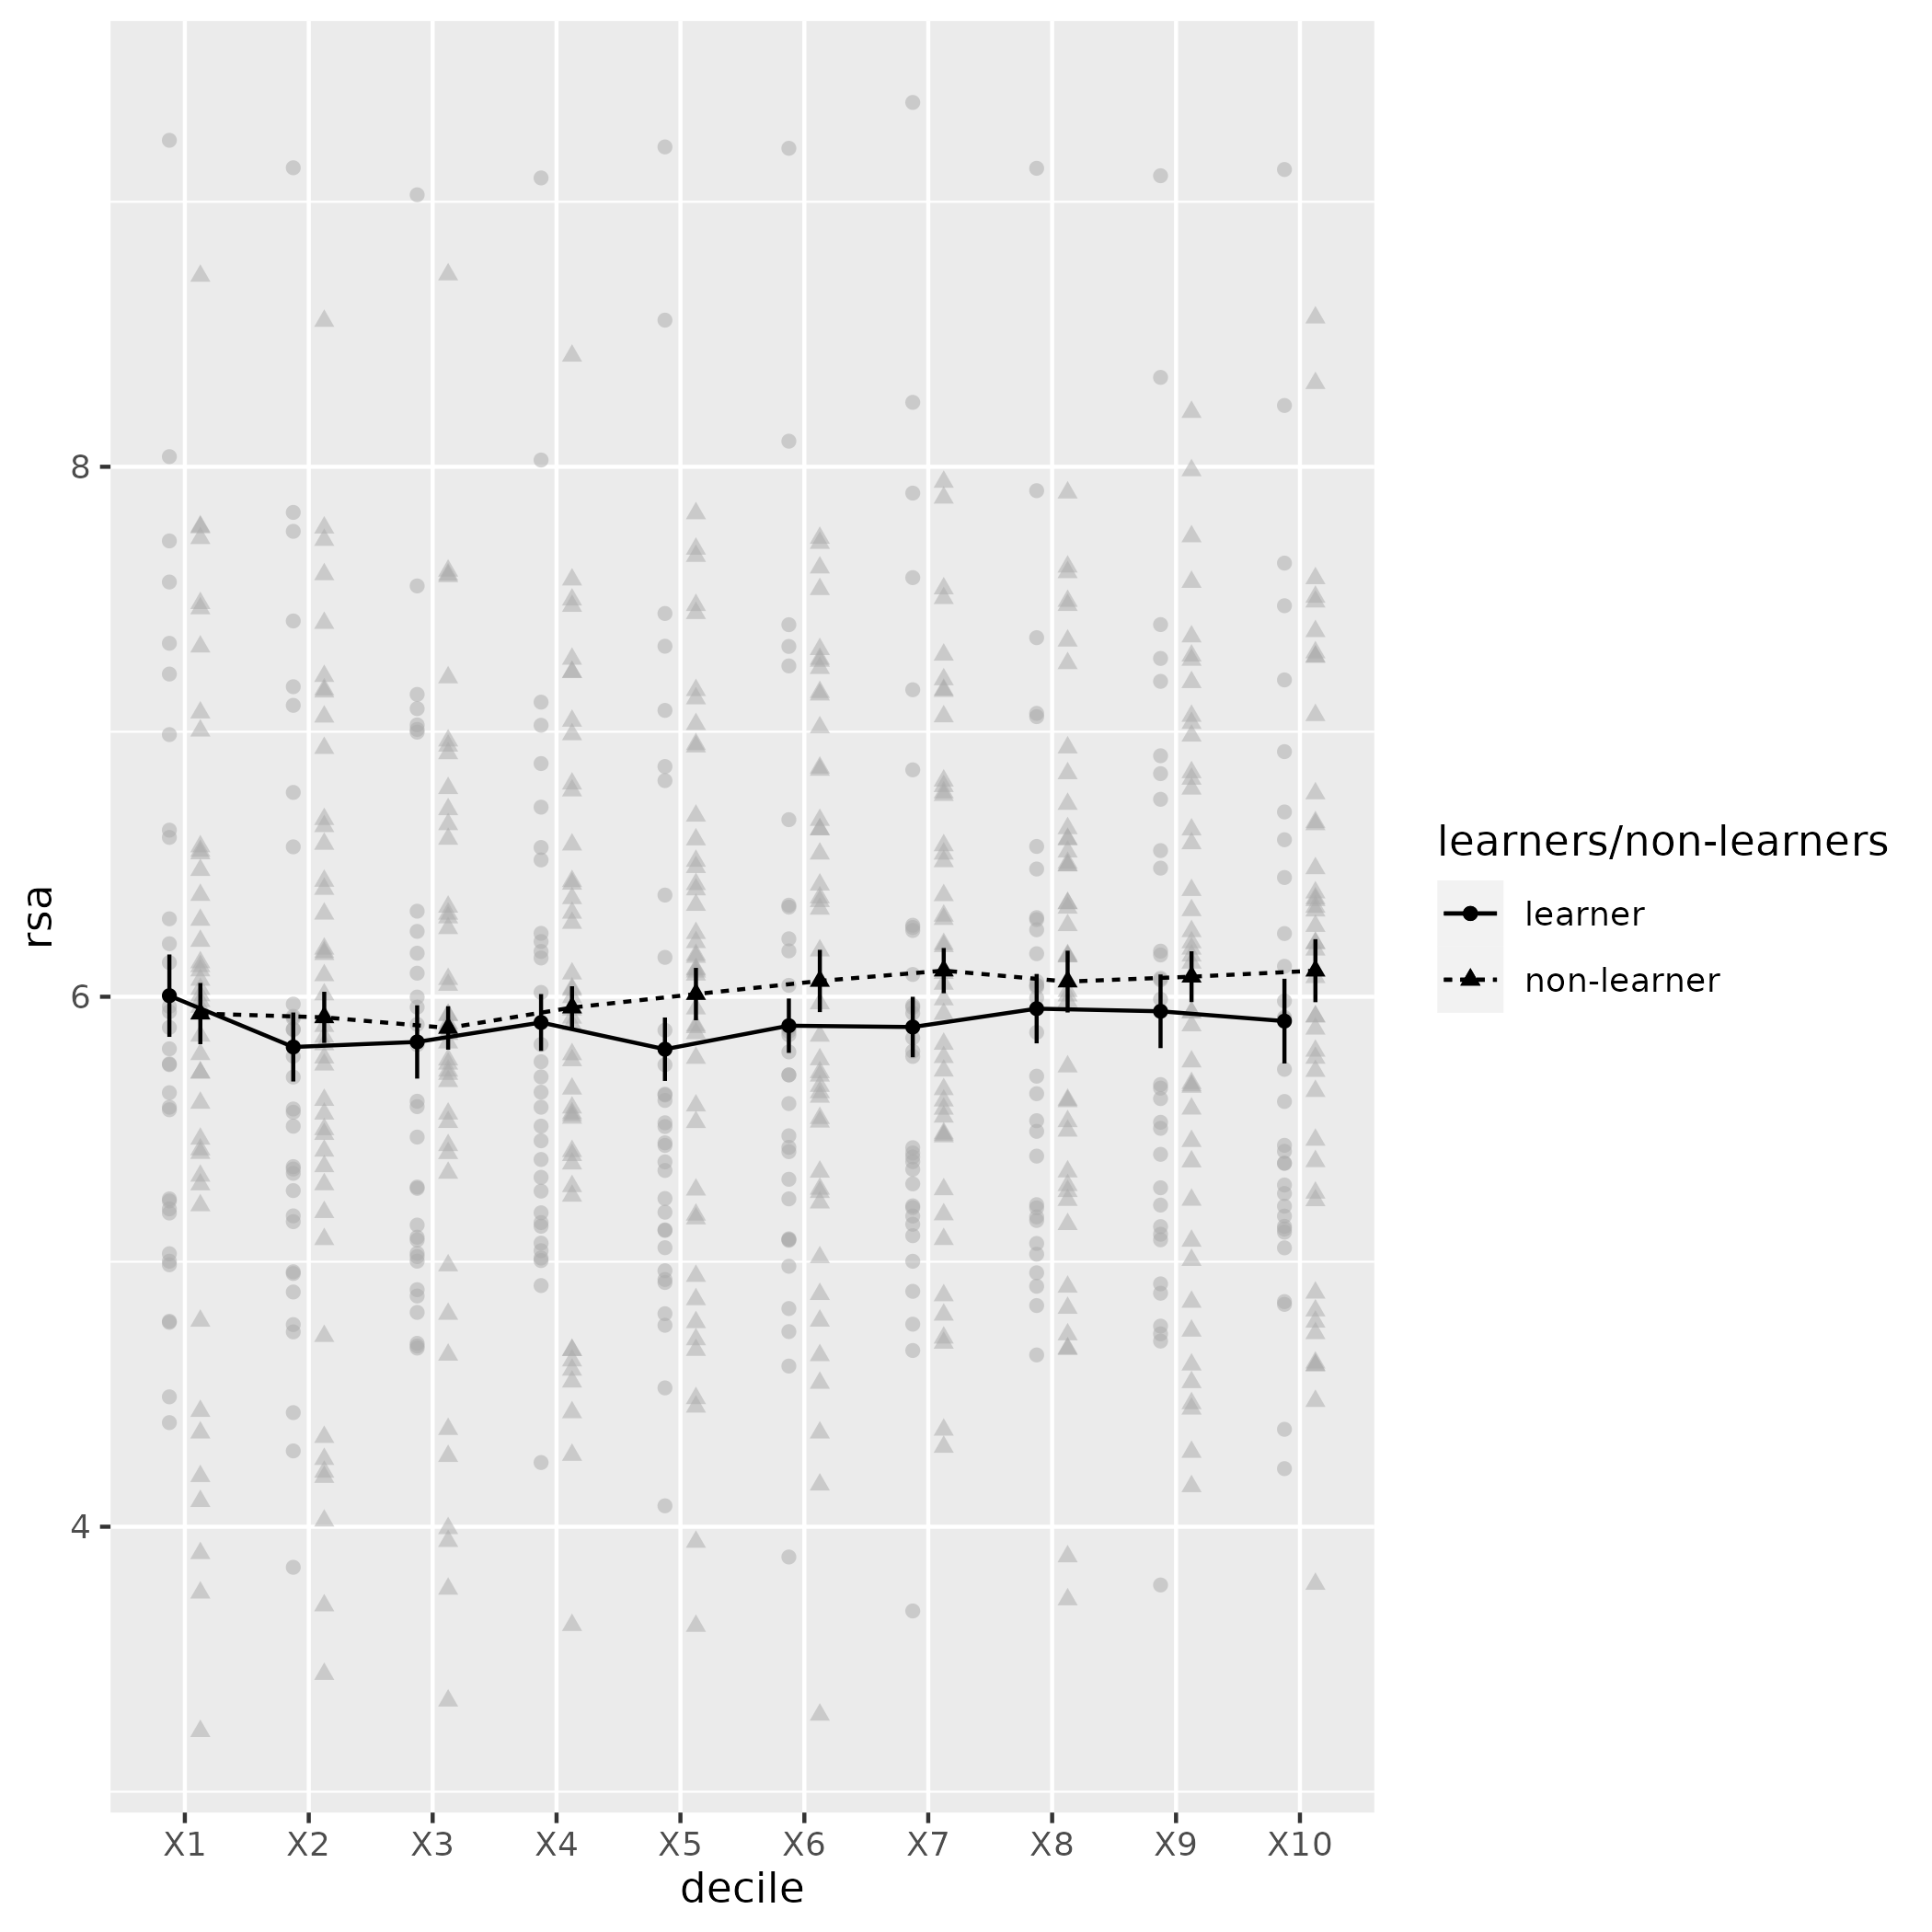 8
6
4
rsa
X1 X2 X3 X4 X5 X6 X7 X8 X9 X10
decile
learners/non-learners
learner
non-learner